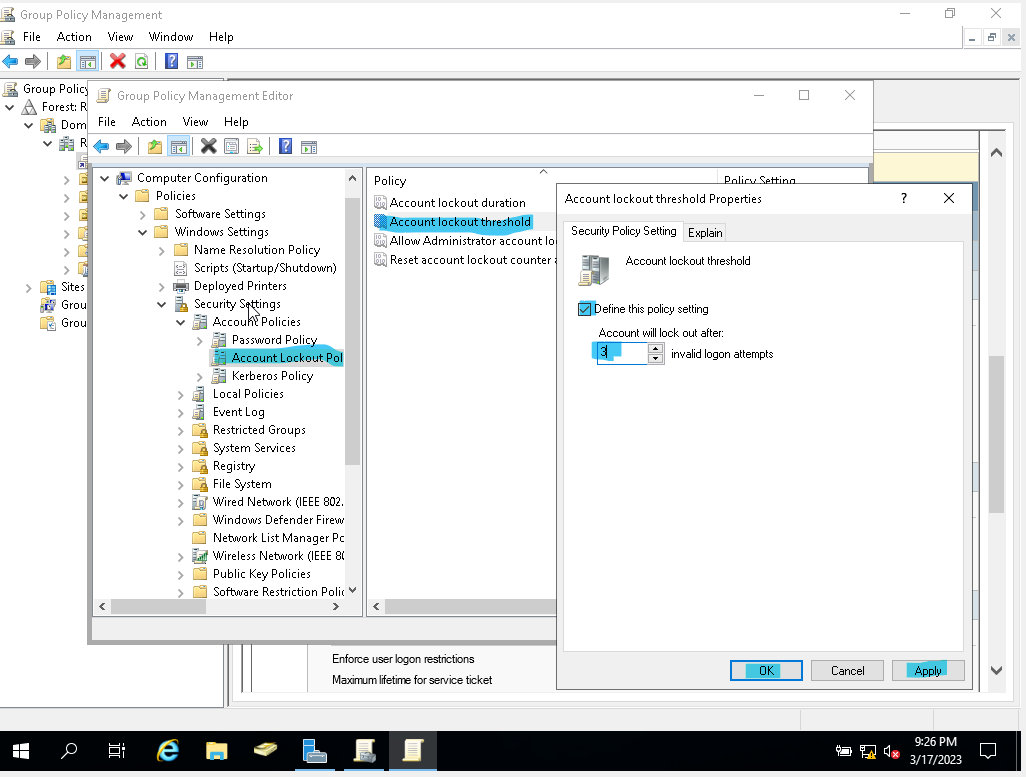 Group Policy Management
File Action View Window Help
Group Policy
Forest: R
Dom
R
Sites
Grou
Grou
Group Policy Management Editor
File Action View Help
Computer Configuration
Policies
Software Settings
Windows Settings
Name Resolution Policy
Scripts (Startup/Shutdown)
Deployed Printers
Security Settings
Account Policies
Password Policy
Account Lockout Pol
Kerberos Policy
Local Policies
Event Log
Restricted Groups
System Services
Registry
File System
Wired Network (IEEE 802.
Windows Defender Firew
Network List Manager Po
Wireless Network (IEEE 80
Public Key Policies
Software Restriction Polic
Policy Policy Setting
Account lockout duration
Account lockout threshold
Allow Administrator account lo
Reset account lockout counter a
Account lockout threshold Properties
Security Policy Setting Explain
Account lockout threshold
Define this policy setting
Account will lock out after:
3 invalid logon attempts
OK Cancel Apply
Enforce user logon restrictions
Maximum lifetime for service ticket
9:26 PM
3/17/2023